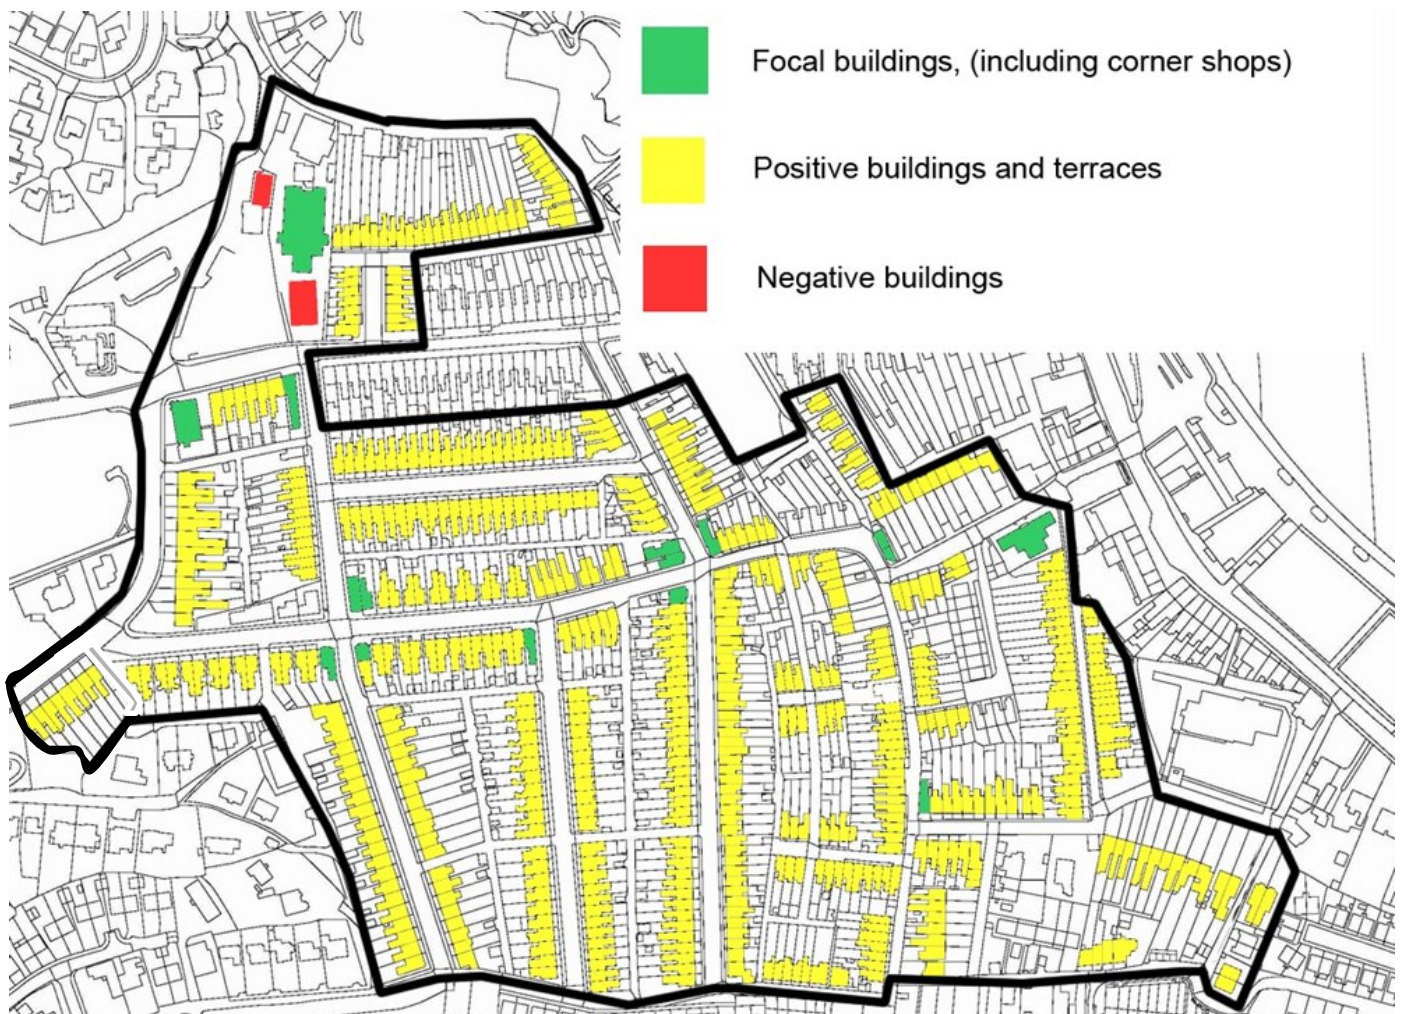 Focal buildings, (including corner shops)
Positive buildings and terraces
Negative buildings